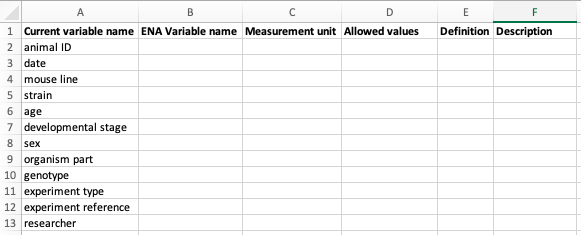 A B C D E F
1 Current variable name ENA Variable name Measurement unit Allowed values Definition Description
2 animal ID
3 date
4 mouse line
5 strain
6 age
7 developmental stage
8 sex
9 organism part
10 genotype
11 experiment type
12 experiment reference
13 researcher